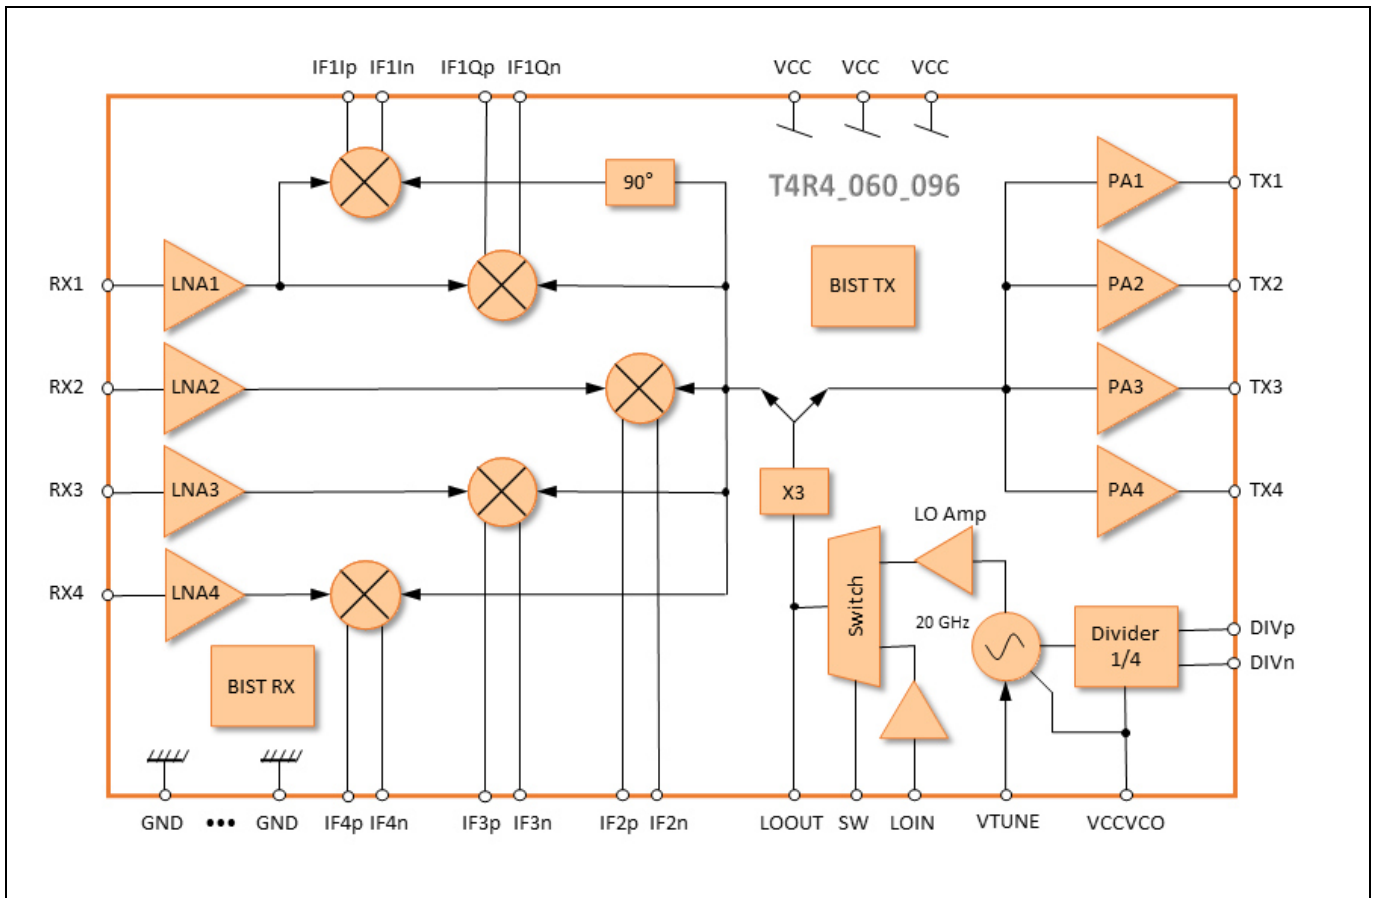 IF1Ip IF1In IF1Qp IF1Qn VCC VCC VCC
90°
T4R4_060_096
PA1 TX1
RX1 LNA1
BIST TX
PA2 TX2
RX2 LNA2
PA3 TX3
RX3 LNA3
X3
PA4 TX4
LO Amp
RX4 LNA4
Switch
20 GHz
Divider
1/4
DIVp
DIVn
BIST RX
GND ••• GND IF4p IF4n IF3p IF3n IF2p IF2n LOOUT SW LOIN VTUNE VCCVCO